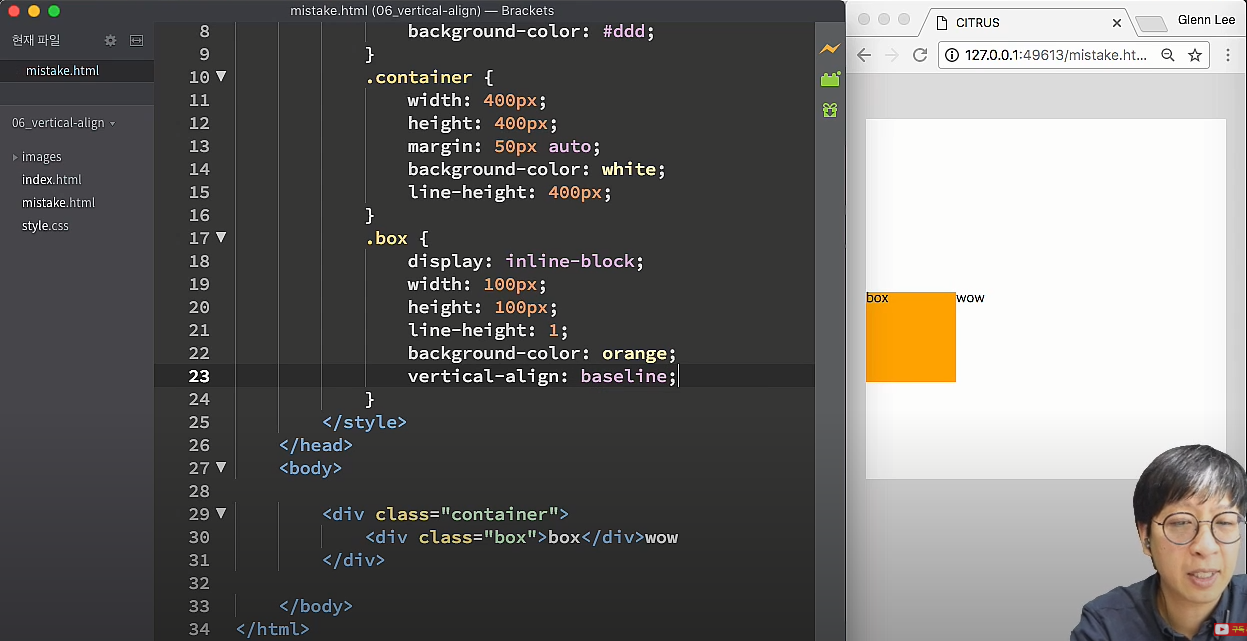 mistake.html (06_vertical-align) — Brackets
현재 파일
mistake.html
06_vertical-align
images
index.html
mistake.html
style.css
8 background-color: #ddd;
9 }
10 .container {
11 width: 400px;
12 height: 400px;
13 margin: 50px auto;
14 background-color: white;
15 line-height: 400px;
16 }
17 .box {
18 display: inline-block;
19 width: 100px;
20 height: 100px;
21 line-height: 1;
22 background-color: orange;
23 vertical-align: baseline;
24 }
25 </style>
26 </head>
27 <body>
28
29 <div class="container">
30 <div class="box">box</div>wow
31 </div>
32
33 </body>
34 </html>
CITRUS
Glenn Lee
127.0.0.1:49613/mistake.ht...
box wow
구독